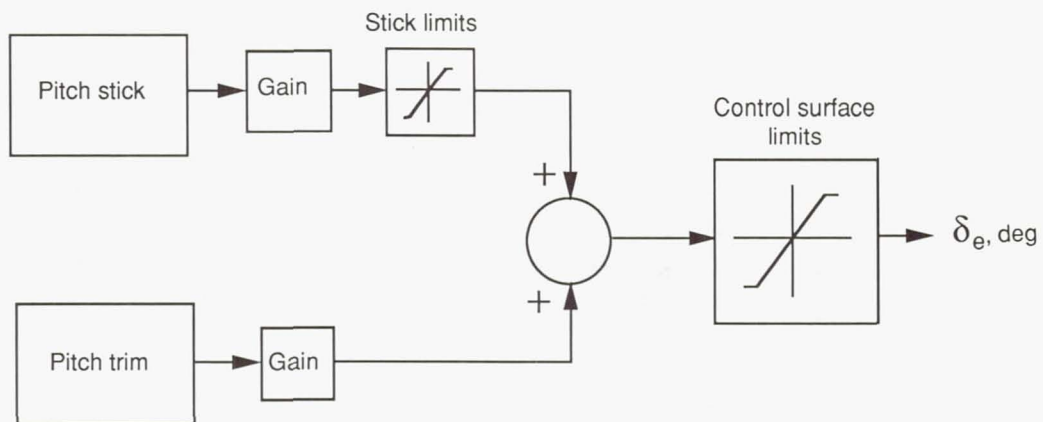 Stick limits
Pitch stick
Gain
Control surface
limits
+
δe, deg
+
Pitch trim
Gain